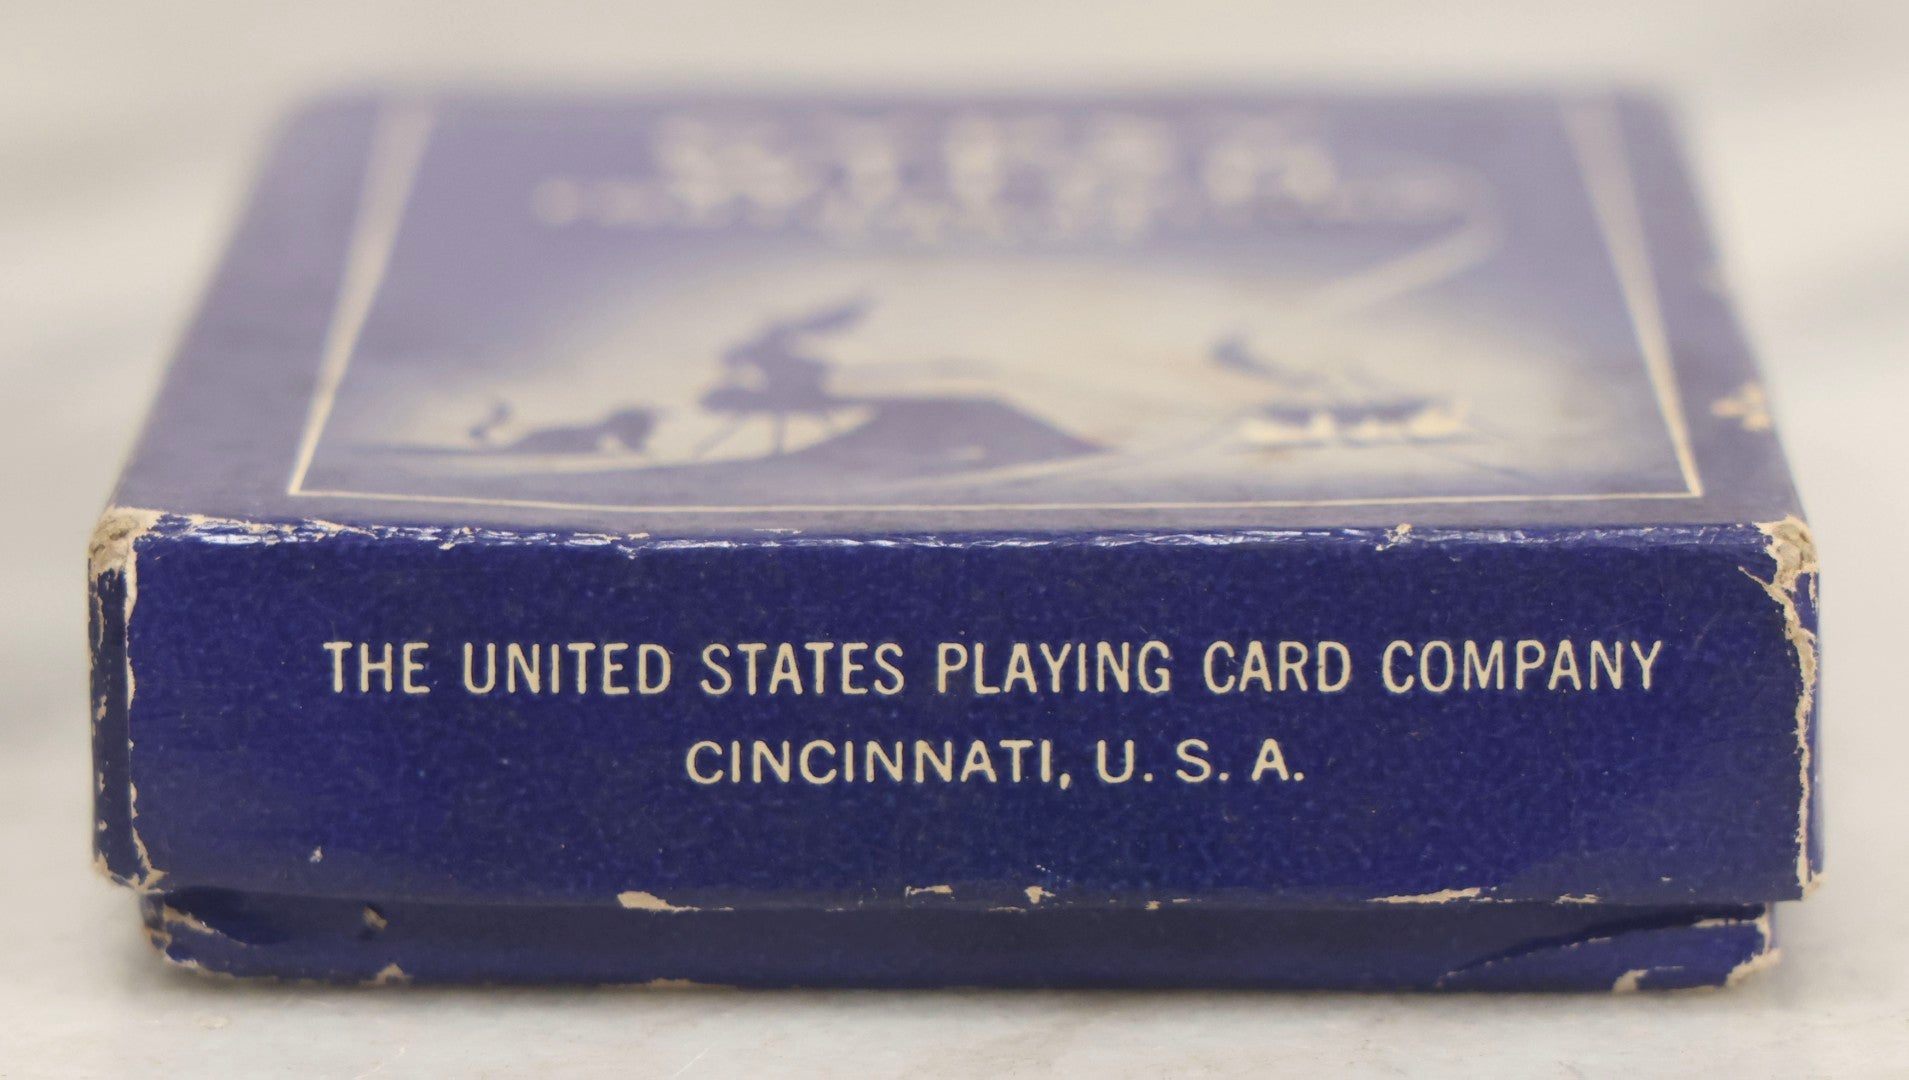 THE UNITED STATES PLAYING CARD COMPANY
CINCINNATI, U. S. A.